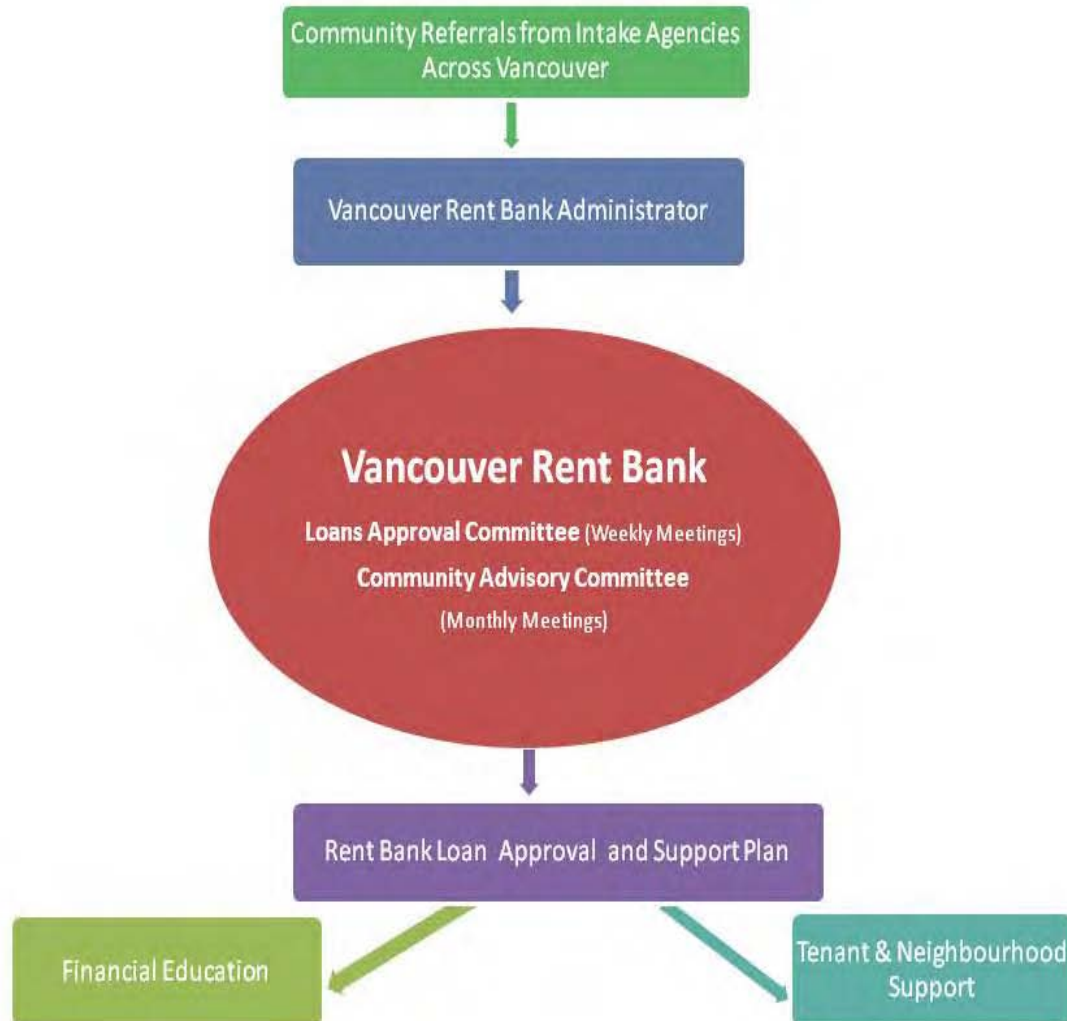 Community Referrals from Intake Agencies
Across Vancouver
Vancouver Rent Bank Administrator
Vancouver Rent Bank
Loans Approval Committee (Weekly Meetings)
Community Advisory Committee
(Monthly Meetings)
Rent Bank Loan Approval and Support Plan
Financial Education
Tenant & Neighbourhood
Support